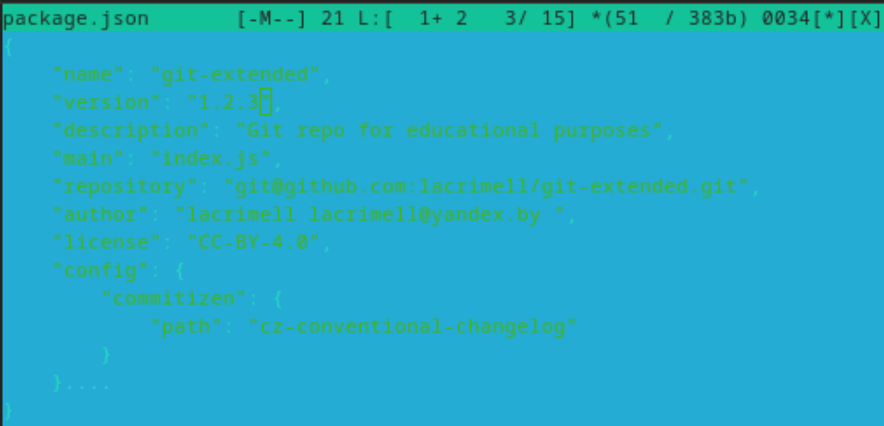 package.json       [-M--] 21 L:[  1+ 2   3/ 15] *(51  / 383b) 0034[*][X]
{
    "name": "git-extended",
    "version": "1.2.3",
    "description": "Git repo for educational purposes",
    "main": "index.js",
    "repository": "git@github.com:lacrimell/git-extended.git",
    "author": "lacrimell lacrimell@yandex.by ",
    "license": "CC-BY-4.0",
    "config": {
        "commitizen": {
            "path": "cz-conventional-changelog"
        }
    }....
}